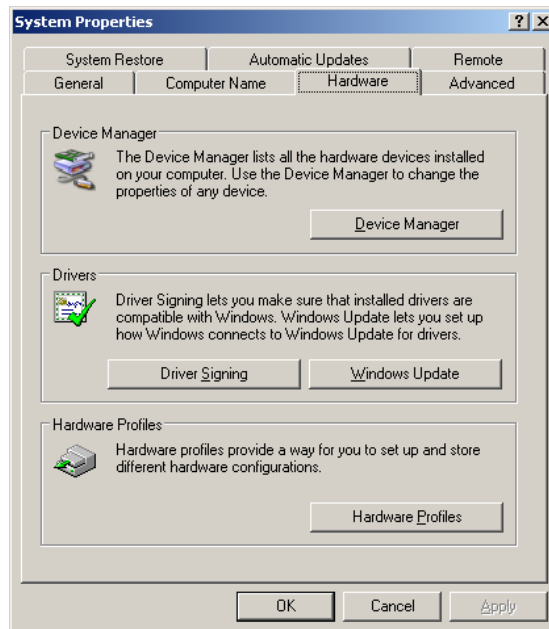 System Properties
System Restore Automatic Updates Remote
General Computer Name Hardware Advanced
Device Manager
The Device Manager lists all the hardware devices installed
on your computer. Use the Device Manager to change the
properties of any device.
Device Manager
Drivers
Driver Signing lets you make sure that installed drivers are
compatible with Windows. Windows Update lets you set up
how Windows connects to Windows Update for drivers.
Driver Signing Windows Update
Hardware Profiles
Hardware profiles provide a way for you to set up and store
different hardware configurations.
Hardware Profiles
OK Cancel Apply